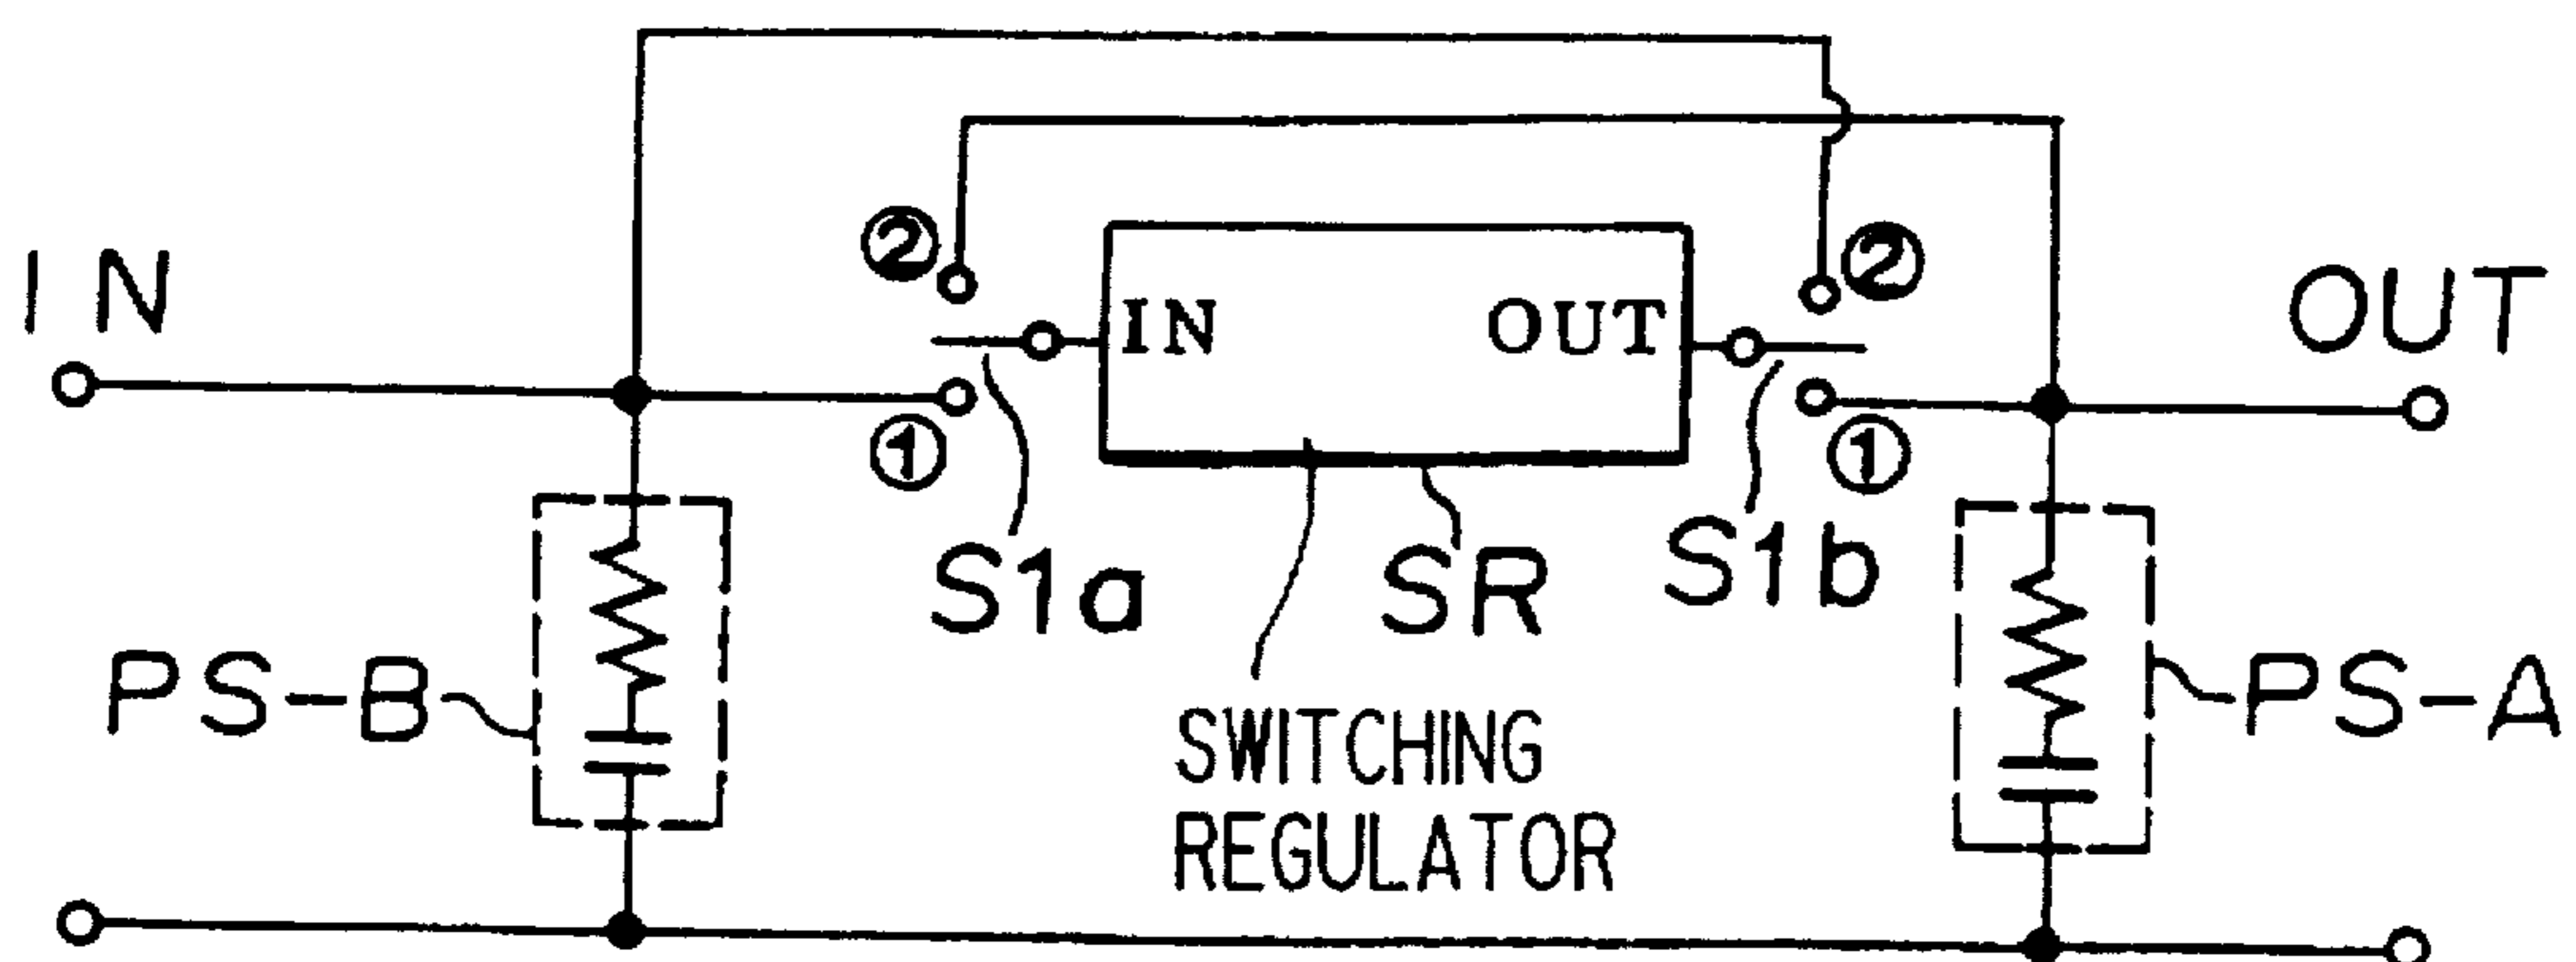 IN
②
IN
OUT
②
OUT
①
①
S1a
SR
S1b
PS-B
PS-A
SWITCHING
REGULATOR